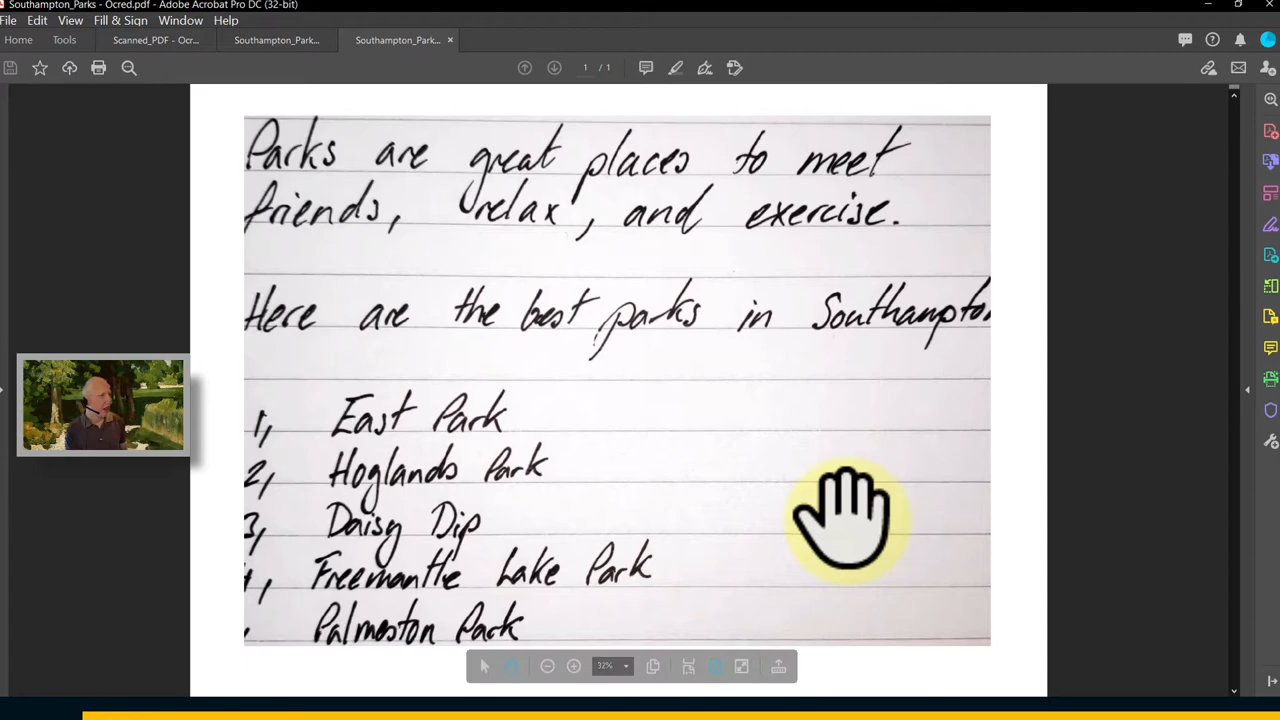 Southampton_Parks - Ocred.pdf - Adobe Acrobat Pro DC (32-bit)
File Edit View Fill & Sign Window Help
Home Tools Scanned_PDF - Ocr... Southampton_Park... Southampton_Park... ×
1 / 1
Parks are great places to meet
friends, relax, and exercise.
Here are the best parks in Southampton
1, East Park
2, Hoglands Park
3, Daisy Dip
4, Freemantle Lake Park
Palmeston Park
32%